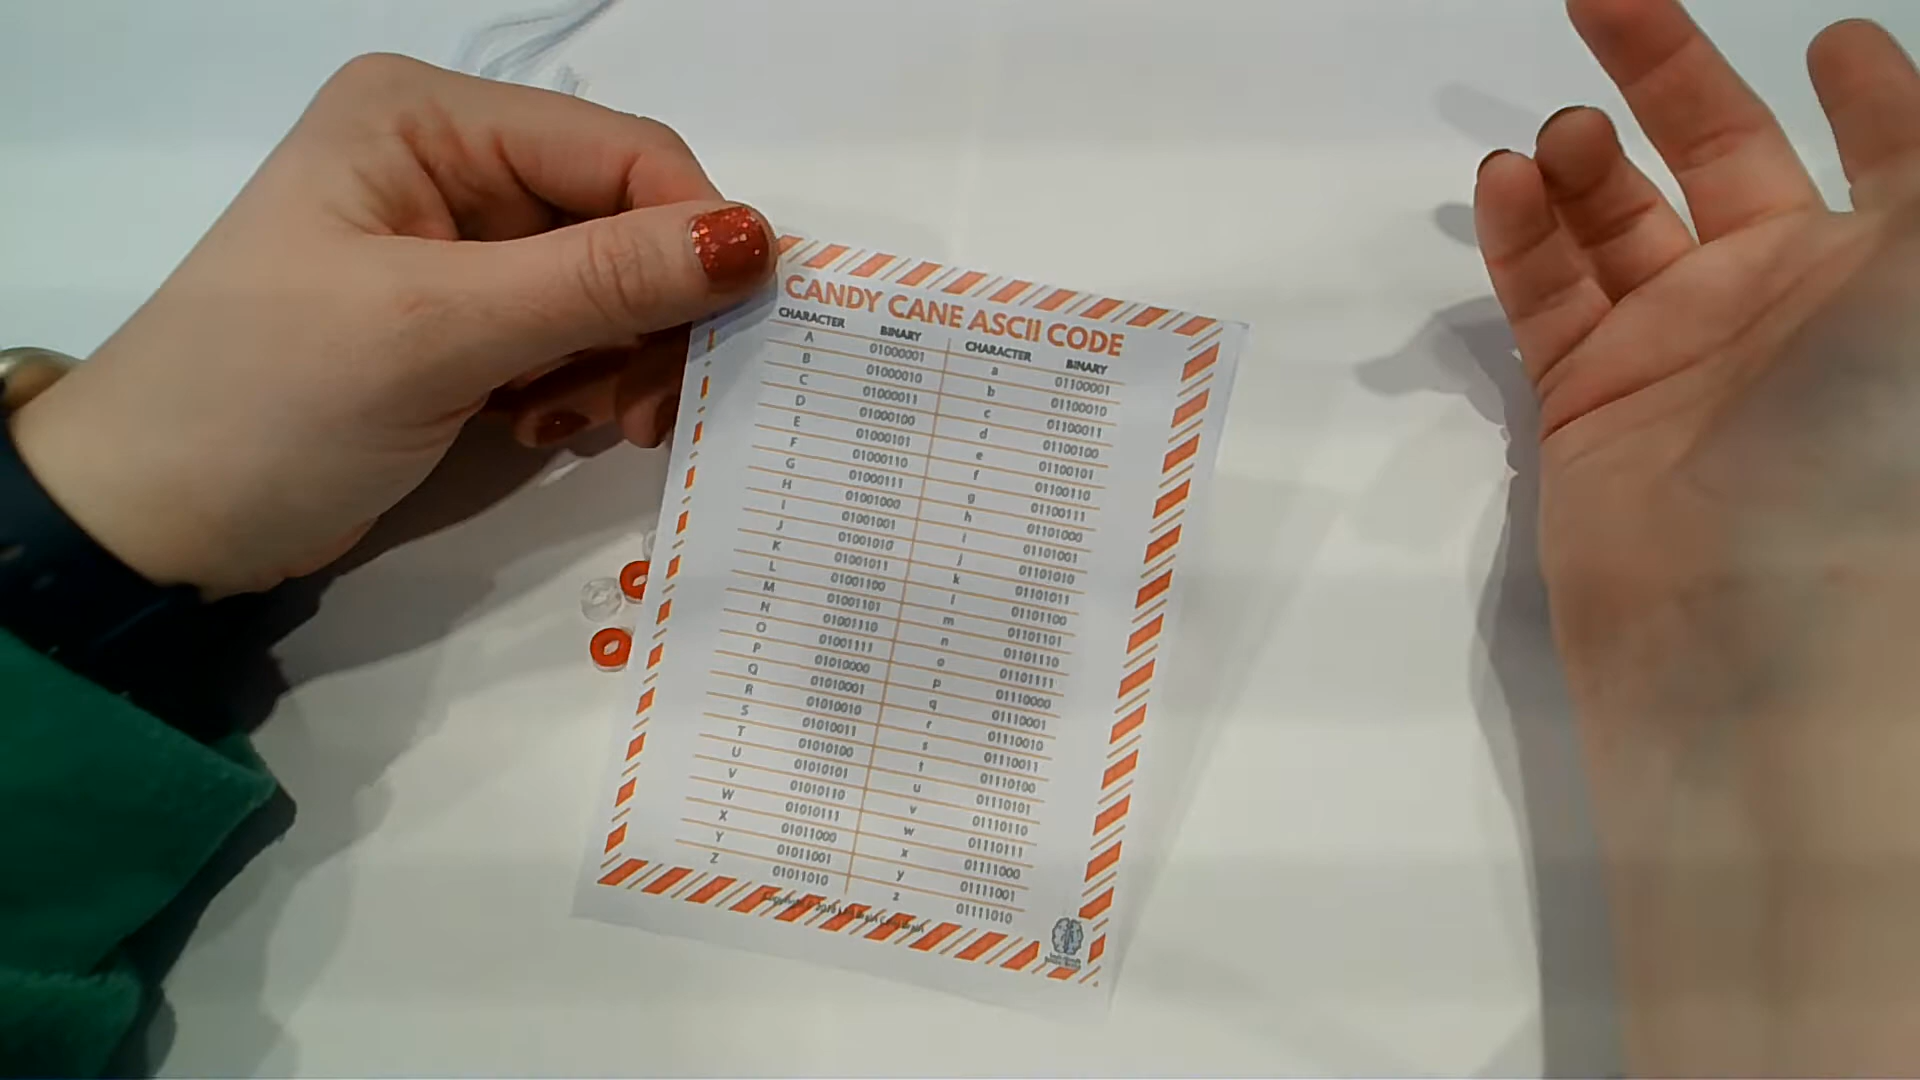 CANDY CANE ASCII CODE
CHARACTER BINARY CHARACTER BINARY
A 01000001 a 01100001
B 01000010 b 01100010
C 01000011 c 01100011
D 01000100 d 01100100
E 01000101 e 01100101
F 01000110 f 01100110
G 01000111 g 01100111
H 01001000 h 01101000
I 01001001 i 01101001
J 01001010 j 01101010
K 01001011 k 01101011
L 01001100 l 01101100
M 01001101 m 01101101
N 01001110 n 01101110
O 01001111 o 01101111
P 01010000 p 01110000
Q 01010001 q 01110001
R 01010010 r 01110010
S 01010011 s 01110011
T 01010100 t 01110100
U 01010101 u 01110101
V 01010110 v 01110110
W 01010111 w 01110111
X 01011000 x 01111000
Y 01011001 y 01111001
Z 01011010 z 01111010
Copyright